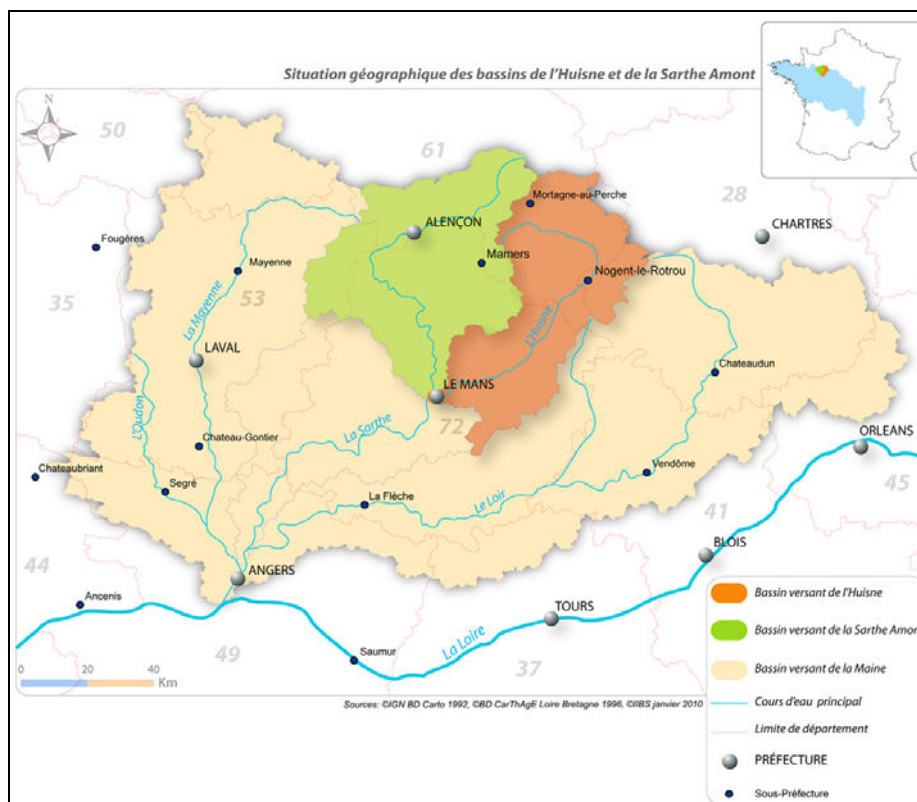 Situation géographique des bassins de l'Huisne et de la Sarthe Amont
N
50
61
28
CHARTRES
Mortagne-au-Perche
ALENÇON
Fougères
Mamers
Mayenne
Nogent-le-Rotrou
53
35
La Mayenne
L'Huisne
LAVAL
Chateaudun
LE MANS
L'Oudon
72
La Sarthe
ORLEANS
Chateau-Gontier
Chateaubriant
Segré
Vendôme
45
La Flèche
Le Loir
41
44
BLOIS
ANGERS
Ancenis
TOURS
49
La Loire
Saumur
37
0 20 40
Km
Bassin versant de l'Huisne
Bassin versant de la Sarthe Amont
Bassin versant de la Maine
Cours d'eau principal
Limite de département
PRÉFECTURE
Sous-Préfecture
Sources: ©IGN BD Carto 1992, ©BD CarThAgE Loire Bretagne 1996, ©IIBS janvier 2010